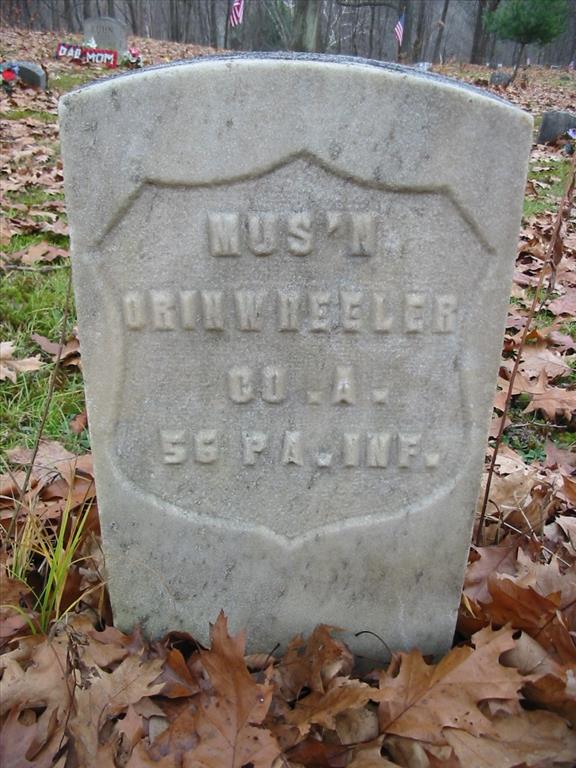 DAD MOM
MUS'N
ORIN WHEELER
CO. A.
56 PA. INF.